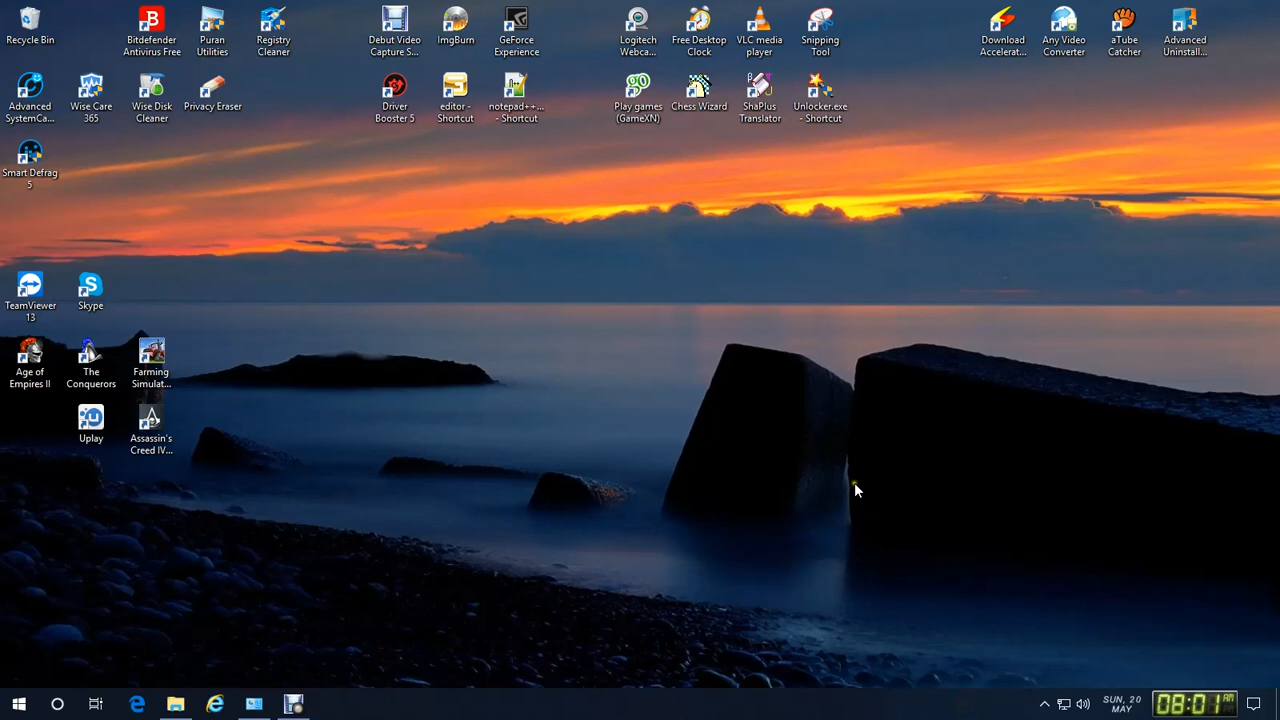 Recycle Bin
Bitdefender
Antivirus Free
Puran
Utilities
Registry
Cleaner
Debut Video
Capture S...
ImgBurn
GeForce
Experience
Logitech
Webca...
Free Desktop
Clock
VLC media
player
Snipping
Tool
Download
Accelerat...
Any Video
Converter
aTube
Catcher
Advanced
Uninstall...
Advanced
SystemCa...
Wise Care
365
Wise Disk
Cleaner
Privacy Eraser
Driver
Booster 5
editor -
Shortcut
notepad++...
- Shortcut
Play games
(GameXN)
Chess Wizard
ShaPlus
Translator
Unlocker.exe
- Shortcut
Smart Defrag
5
TeamViewer
13
Skype
Age of
Empires II
The
Conquerors
Farming
Simulat...
Uplay
Assassin's
Creed IV...
SUN, 20
MAY
08:01 AM